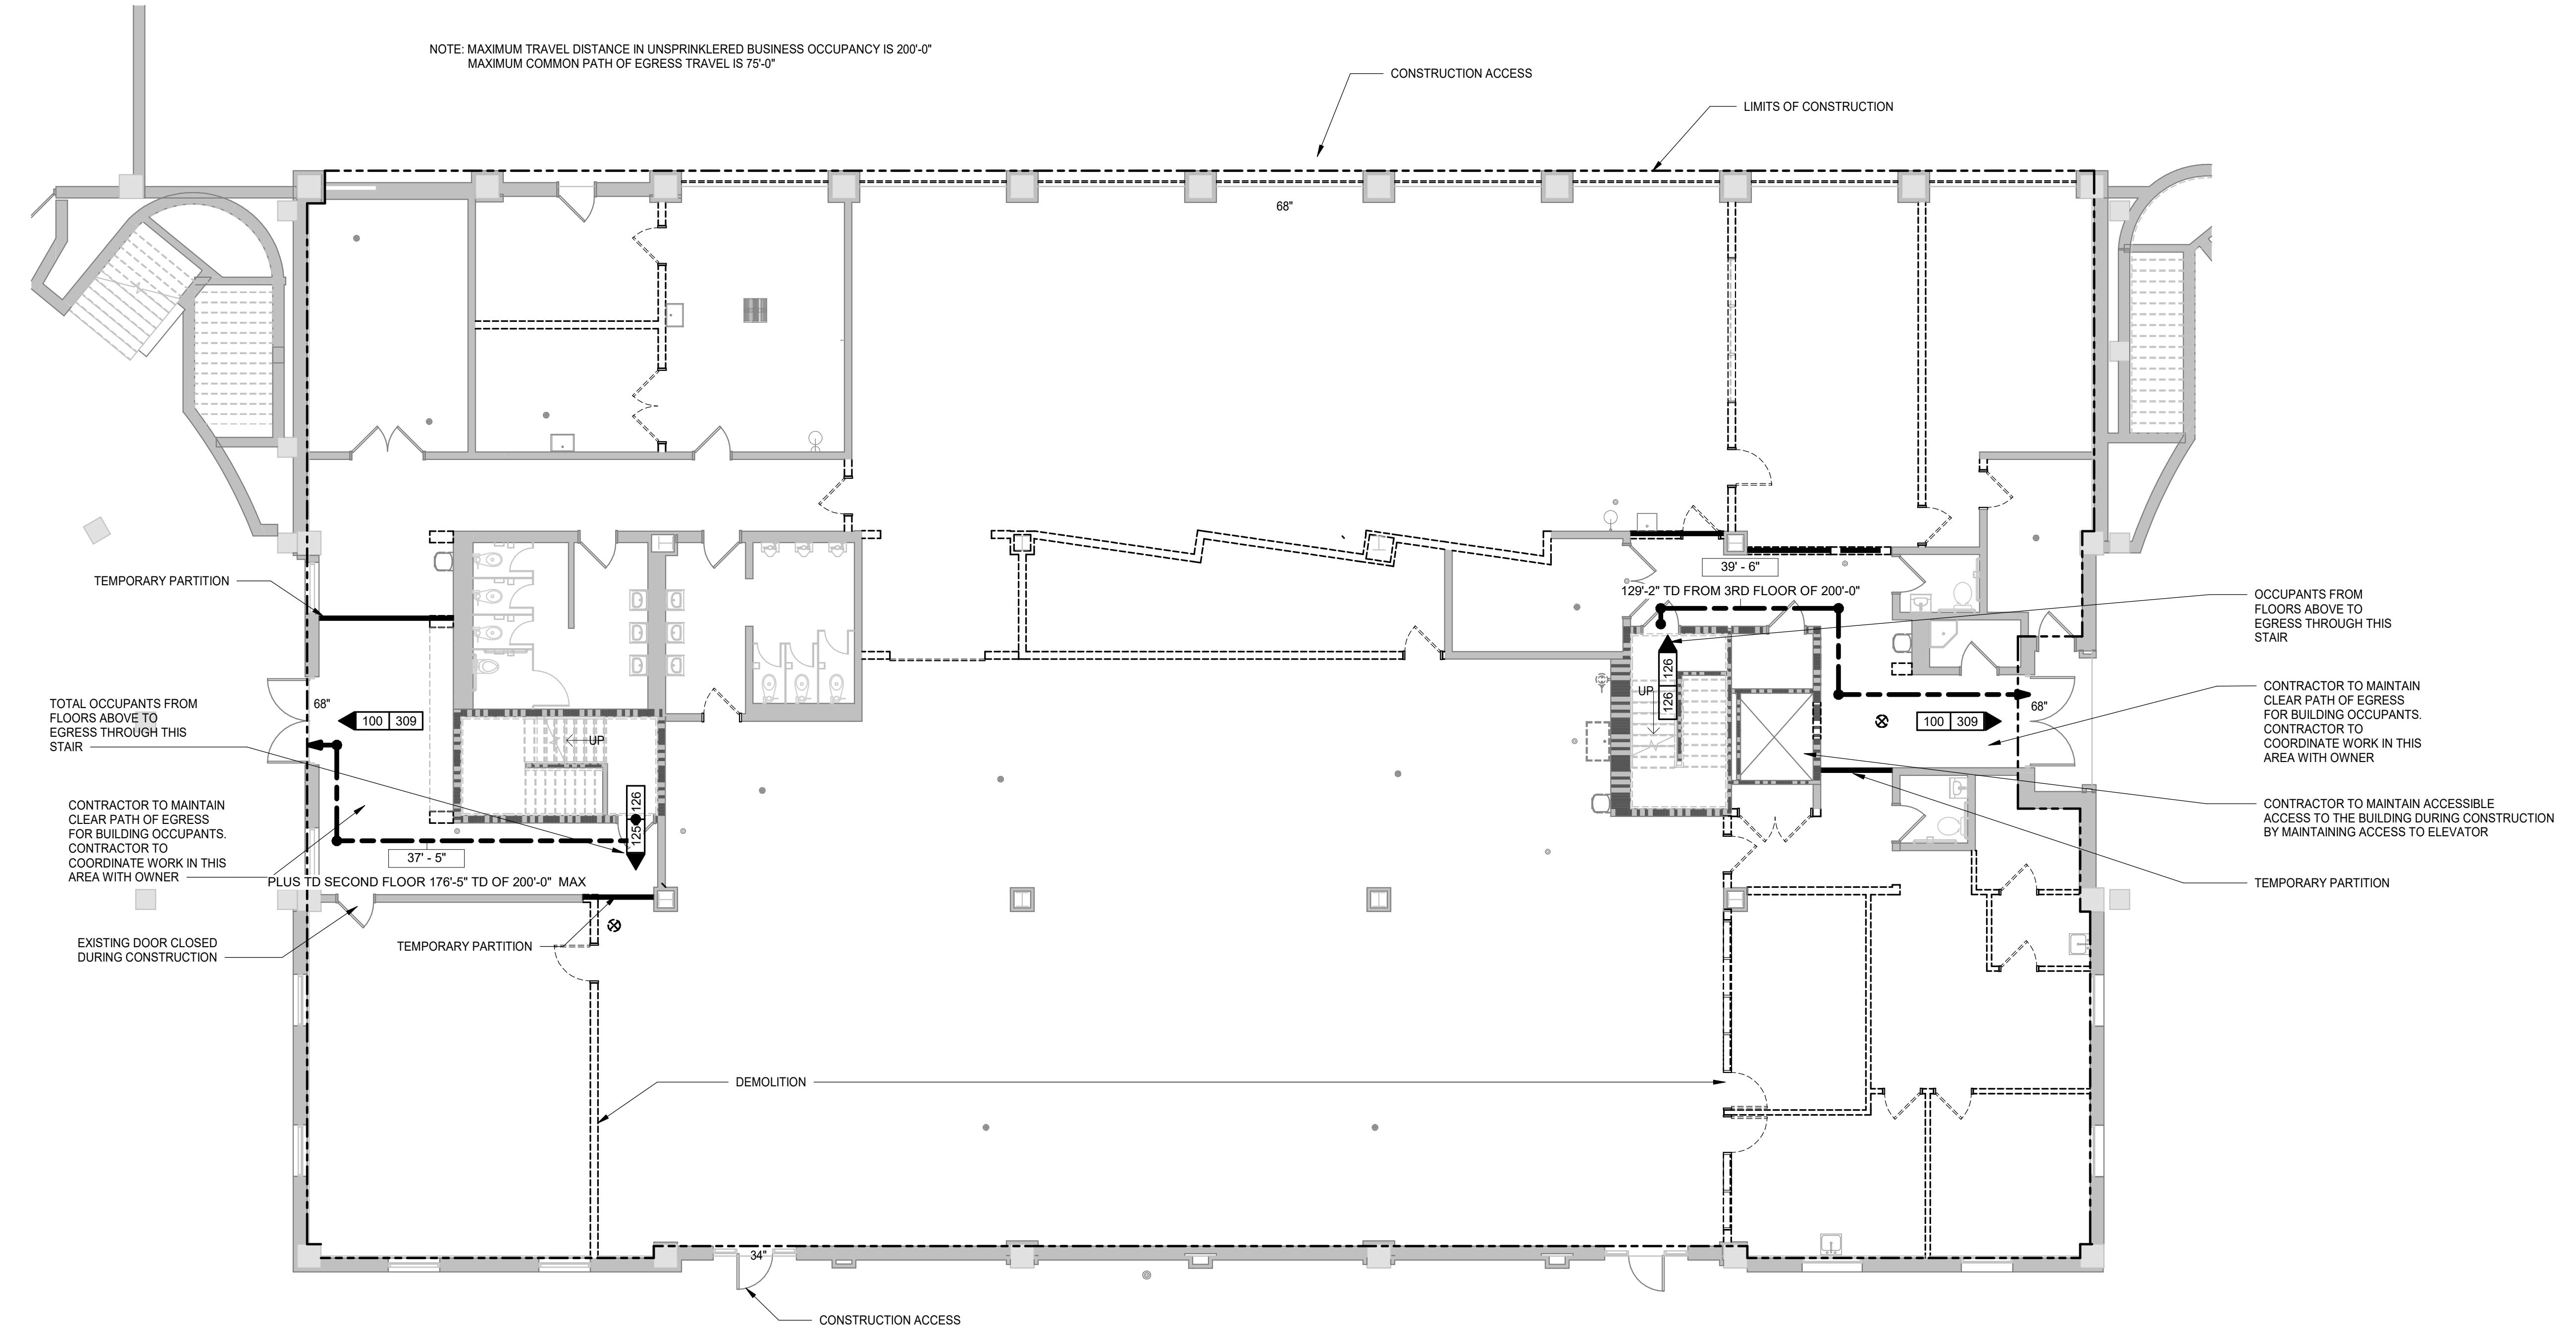 NOTE: MAXIMUM TRAVEL DISTANCE IN UNSPRINKLERED BUSINESS OCCUPANCY IS 200'-0"
MAXIMUM COMMON PATH OF EGRESS TRAVEL IS 75'-0"
CONSTRUCTION ACCESS
LIMITS OF CONSTRUCTION
68"
TEMPORARY PARTITION
39' - 6"
129'-2" TD FROM 3RD FLOOR OF 200'-0"
OCCUPANTS FROM
FLOORS ABOVE TO
EGRESS THROUGH THIS
STAIR
126
126
UP
TOTAL OCCUPANTS FROM
FLOORS ABOVE TO
EGRESS THROUGH THIS
STAIR
68"
100 309
UP
100 309
68"
CONTRACTOR TO MAINTAIN
CLEAR PATH OF EGRESS
FOR BUILDING OCCUPANTS.
CONTRACTOR TO
COORDINATE WORK IN THIS
AREA WITH OWNER
CONTRACTOR TO MAINTAIN
CLEAR PATH OF EGRESS
FOR BUILDING OCCUPANTS.
CONTRACTOR TO
COORDINATE WORK IN THIS
AREA WITH OWNER
126
125
37' - 5"
PLUS TD SECOND FLOOR 176'-5" TD OF 200'-0" MAX
CONTRACTOR TO MAINTAIN ACCESSIBLE
ACCESS TO THE BUILDING DURING CONSTRUCTION
BY MAINTAINING ACCESS TO ELEVATOR
TEMPORARY PARTITION
EXISTING DOOR CLOSED
DURING CONSTRUCTION
TEMPORARY PARTITION
DEMOLITION
34"
CONSTRUCTION ACCESS